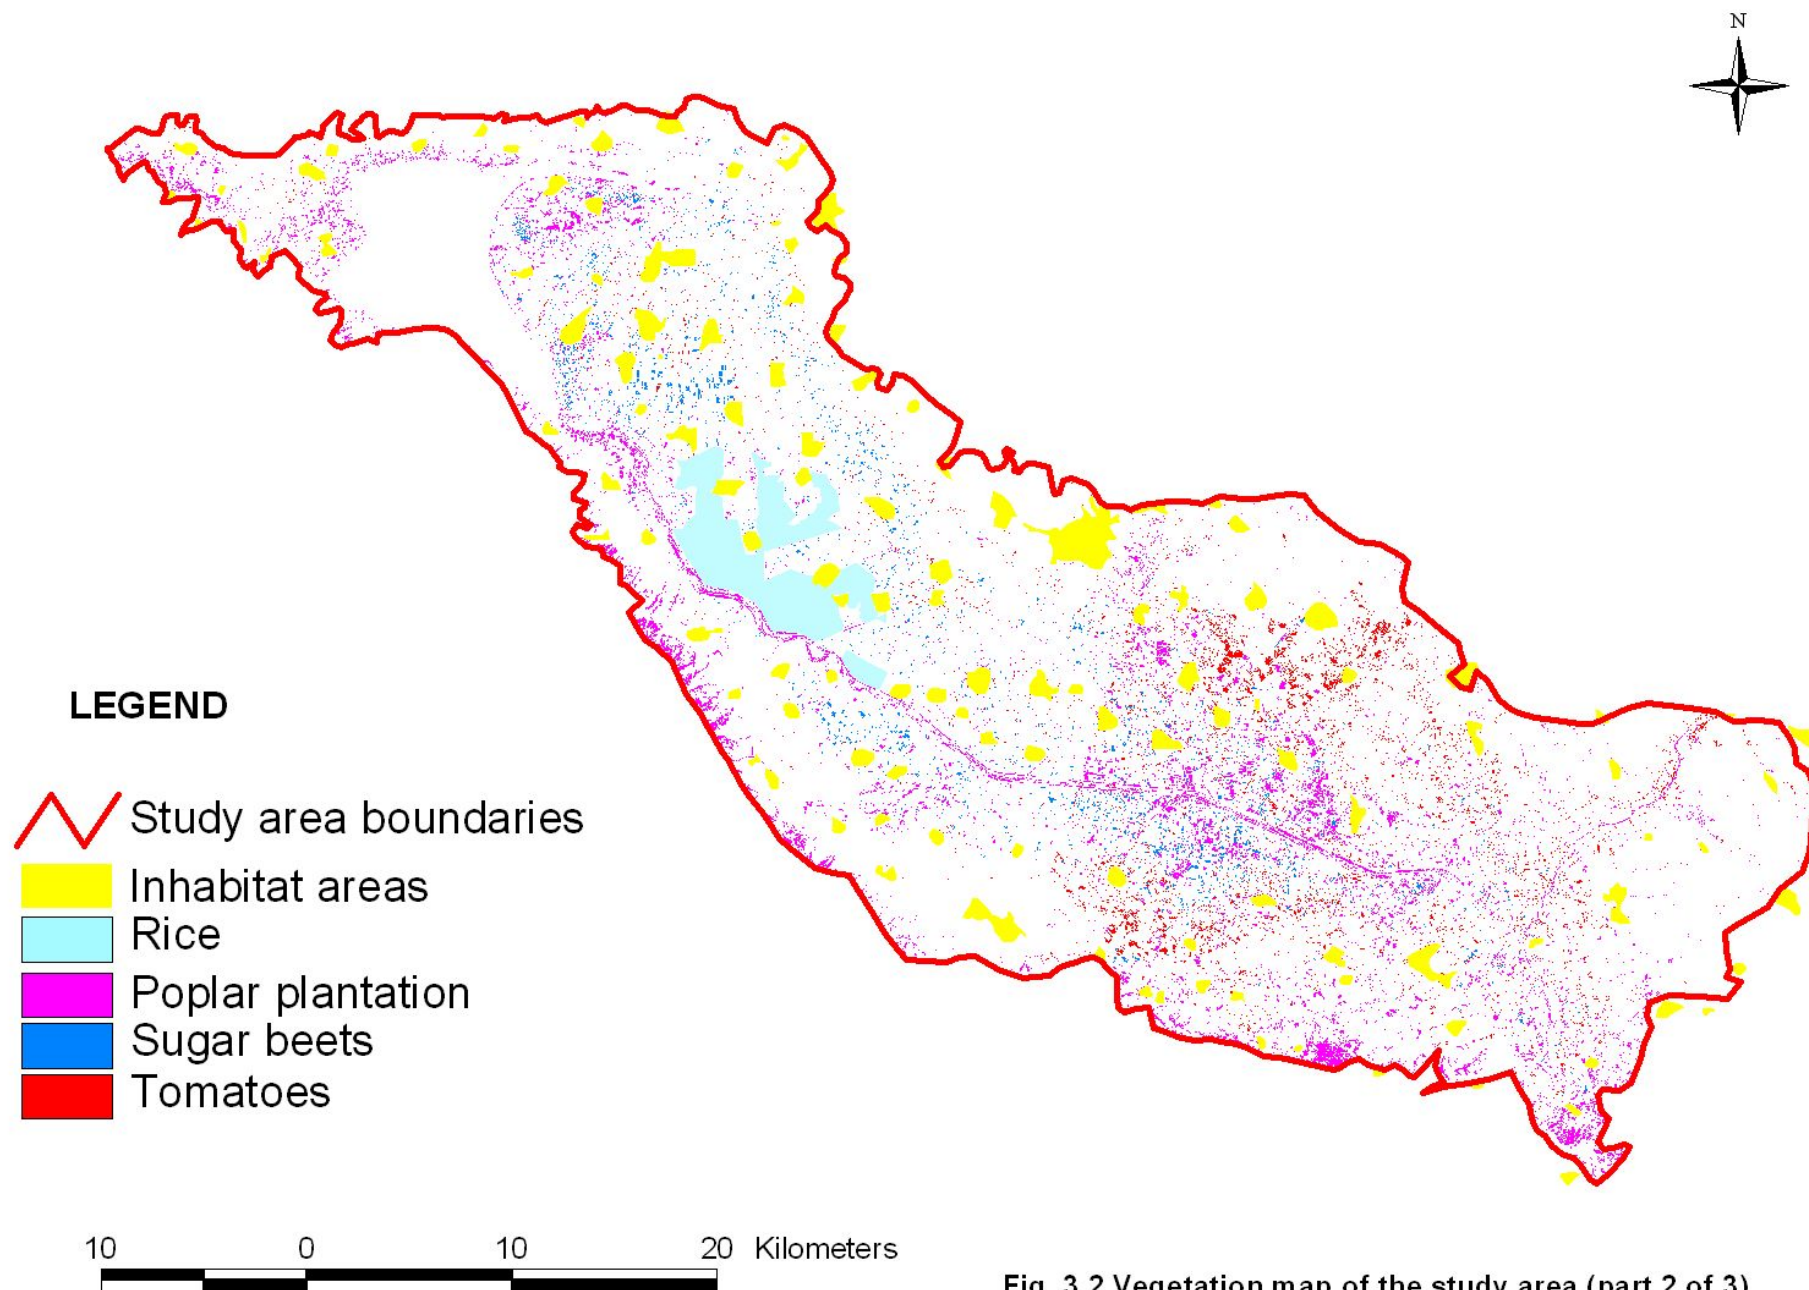 N
LEGEND
Study area boundaries
Inhabitat areas
Rice
Poplar plantation
Sugar beets
Tomatoes
10 0 10 20 Kilometers
Fig. 3.2 Vegetation map of the study area (part 2 of 3)